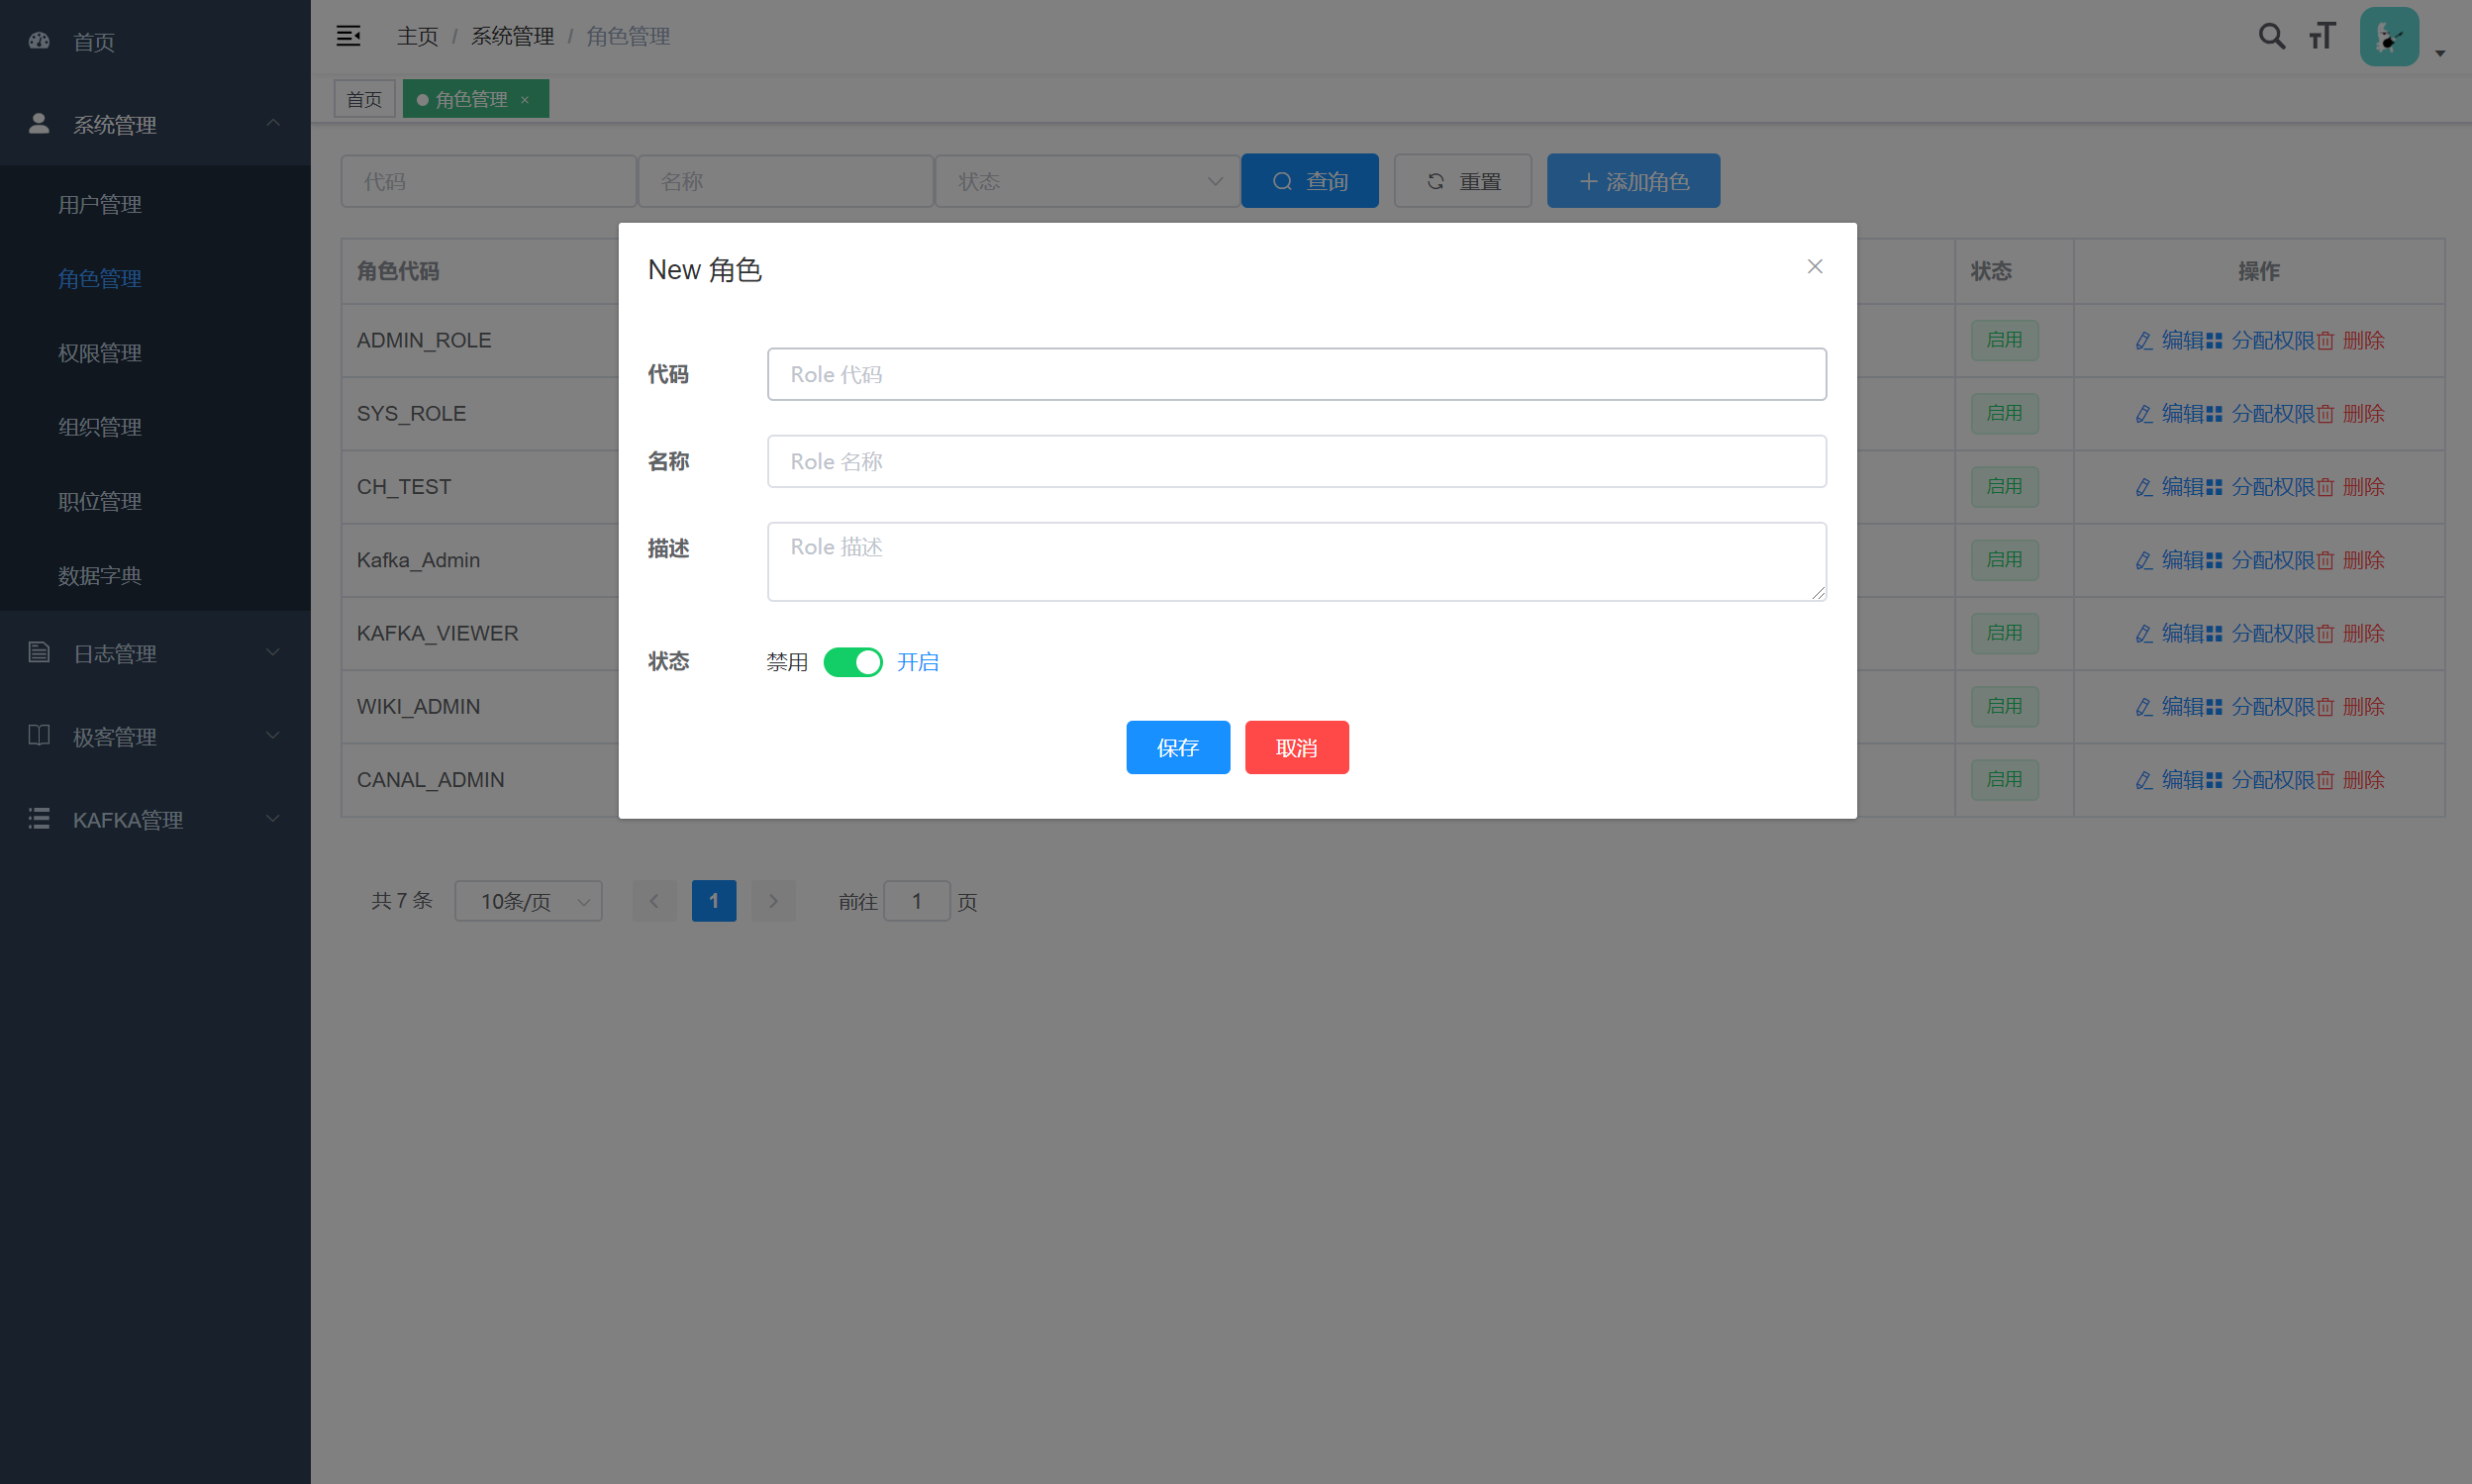 首页
系统管理
用户管理
角色管理
权限管理
组织管理
职位管理
数据字典
日志管理
极客管理
KAFKA管理
主页 / 系统管理 / 角色管理
首页 角色管理 ×
代码 名称 状态 查询 重置 添加角色
角色代码 状态 操作
ADMIN_ROLE 启用 编辑 分配权限 删除
SYS_ROLE 启用 编辑 分配权限 删除
CH_TEST 启用 编辑 分配权限 删除
Kafka_Admin 启用 编辑 分配权限 删除
KAFKA_VIEWER 启用 编辑 分配权限 删除
WIKI_ADMIN 启用 编辑 分配权限 删除
CANAL_ADMIN 启用 编辑 分配权限 删除
共 7 条 10条/页 1 前往 1 页
New 角色
代码 Role 代码
名称 Role 名称
描述 Role 描述
状态 禁用 开启
保存 取消